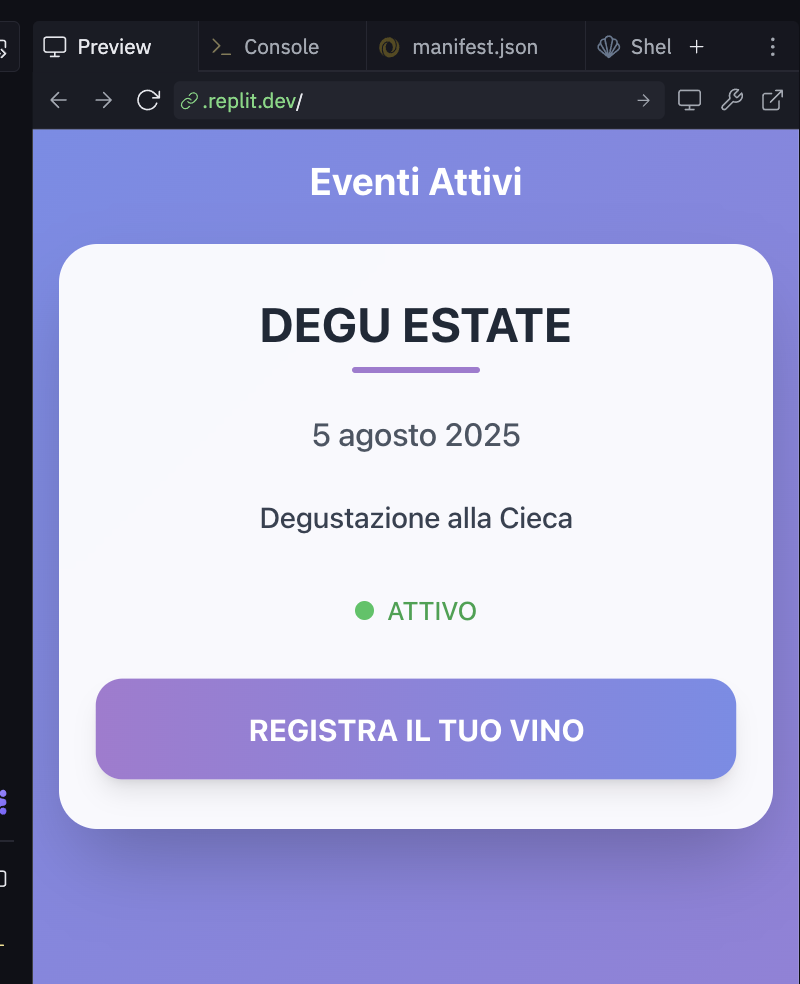 Preview
Console
manifest.json
Shel
.replit.dev/
Eventi Attivi
DEGU ESTATE
5 agosto 2025
Degustazione alla Cieca
ATTIVO
REGISTRA IL TUO VINO